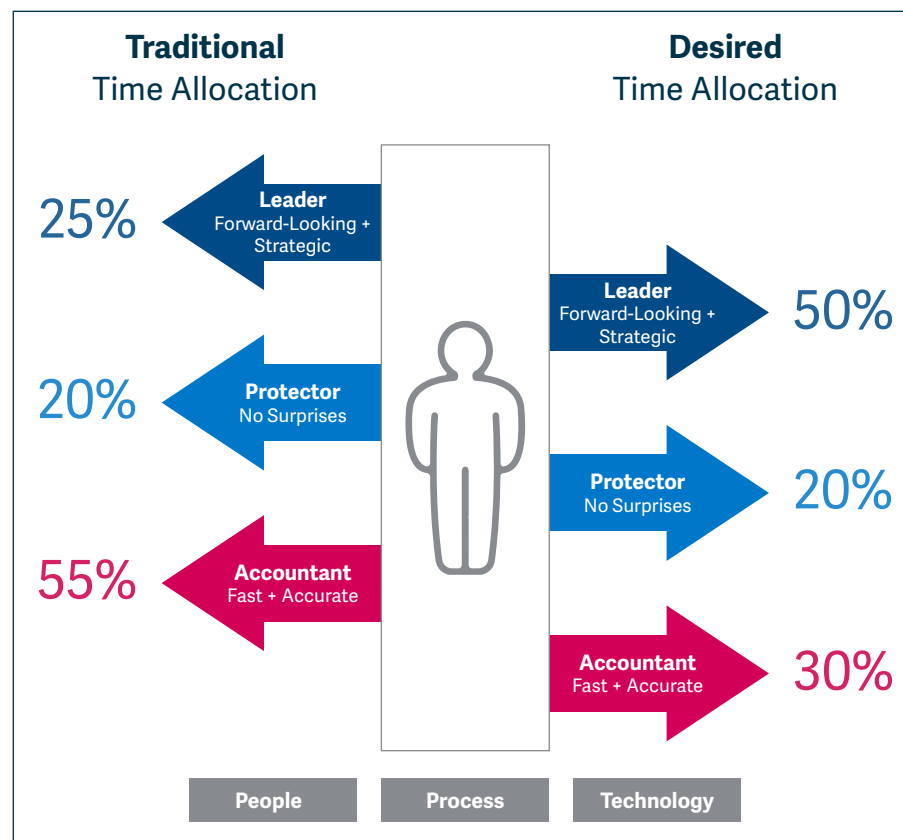 Traditional
Time Allocation
Desired
Time Allocation
25%
Leader
Forward-Looking +
Strategic
20%
Protector
No Surprises
55%
Accountant
Fast + Accurate
Leader
Forward-Looking +
Strategic
50%
Protector
No Surprises
20%
Accountant
Fast + Accurate
30%
People
Process
Technology